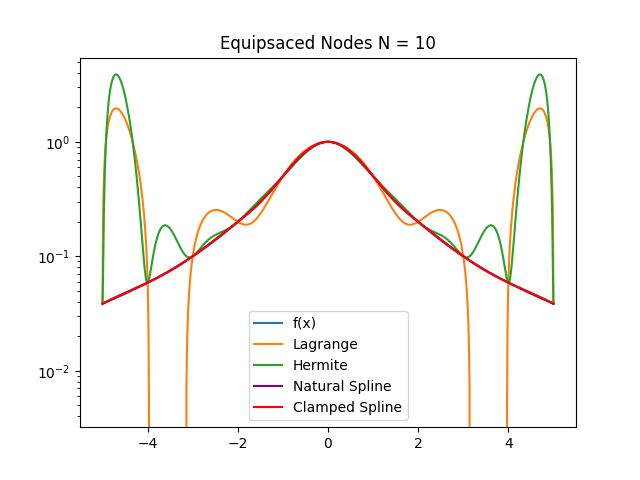 Equipsaced Nodes N = 10
10⁰
10⁻¹
10⁻²
f(x)
Lagrange
Hermite
Natural Spline
Clamped Spline
−4 −2 0 2 4